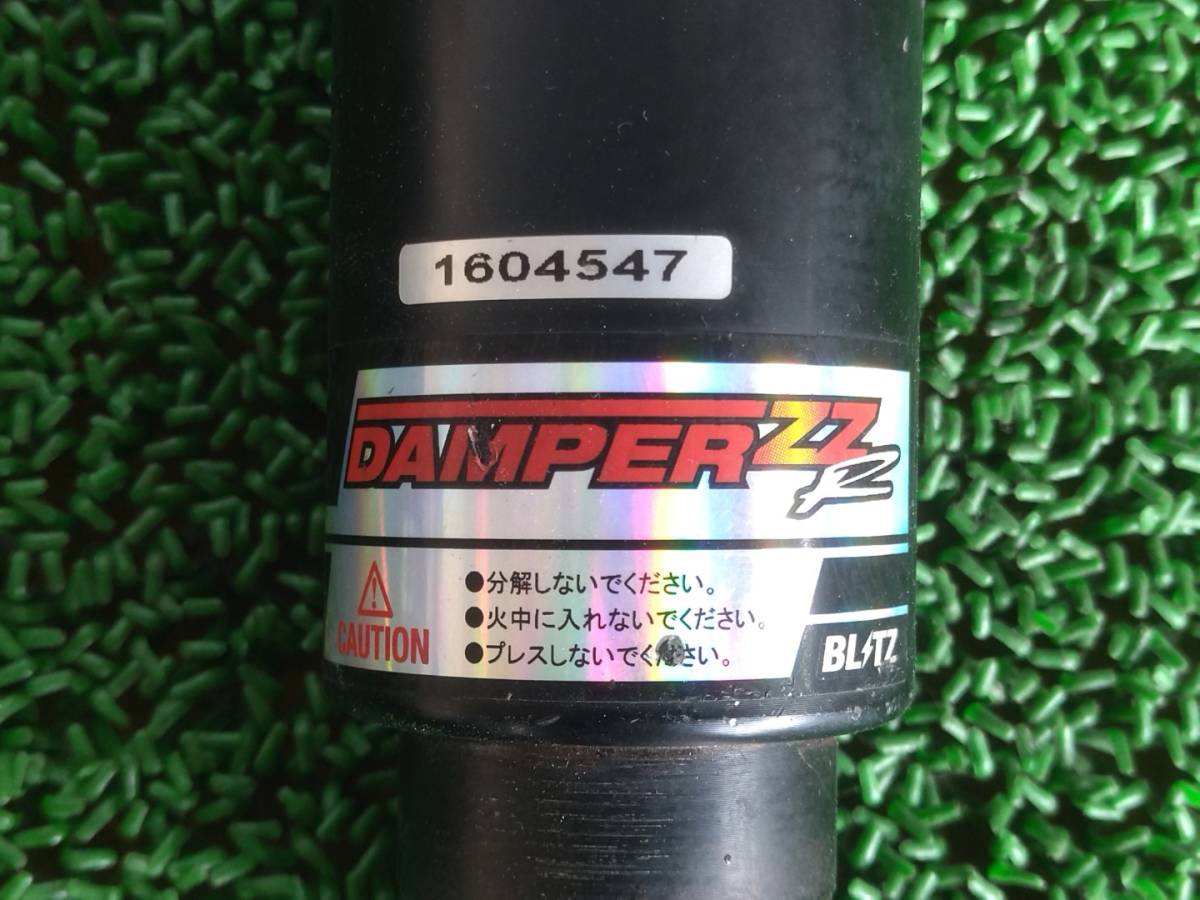 1604547
DAMPER ZZ R
●分解しないでください。
●火中に入れないでください。
●プレスしないでください。
CAUTION
BLITZ